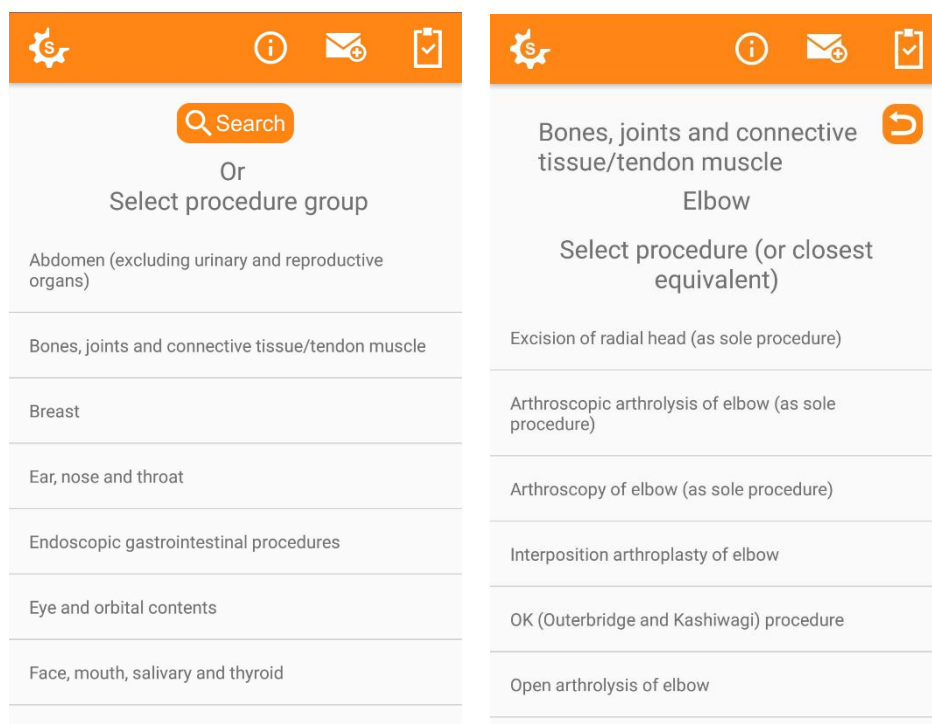 S
Search
Or
Select procedure group
Abdomen (excluding urinary and reproductive
organs)
Bones, joints and connective tissue/tendon muscle
Breast
Ear, nose and throat
Endoscopic gastrointestinal procedures
Eye and orbital contents
Face, mouth, salivary and thyroid
S
Bones, joints and connective
tissue/tendon muscle
Elbow
Select procedure (or closest
equivalent)
Excision of radial head (as sole procedure)
Arthroscopic arthrolysis of elbow (as sole
procedure)
Arthroscopy of elbow (as sole procedure)
Interposition arthroplasty of elbow
OK (Outerbridge and Kashiwagi) procedure
Open arthrolysis of elbow